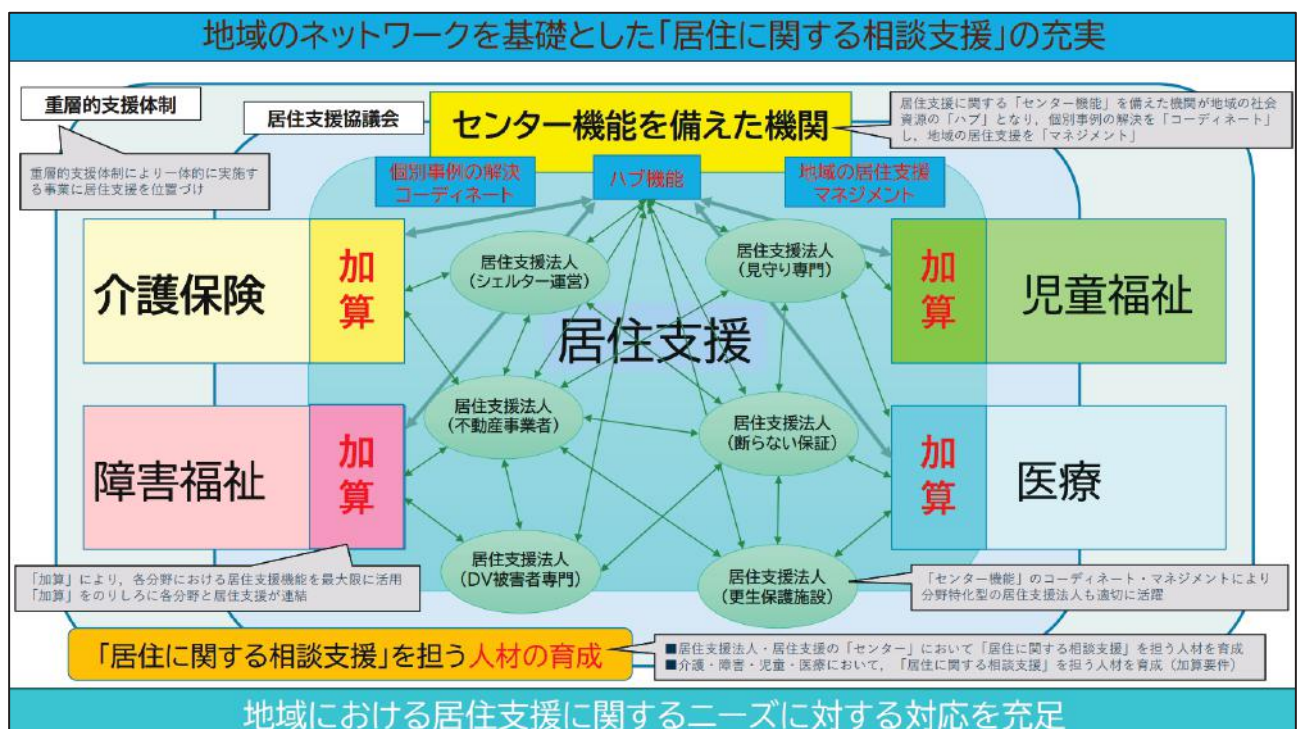 地域のネットワークを基礎とした「居住に関する相談支援」の充実
重層的支援体制
重層的支援体制により一体的に実施す
る事業に居住支援を位置づけ
居住支援協議会
センター機能を備えた機関
居住支援に関する「センター機能」を備えた機関が地域の社会
資源の「ハブ」となり，個別事例の解決を「コーディネート」
し，地域の居住支援を「マネジメント」
個別事例の解決
コーディネート
ハブ機能
地域の居住支援
マネジメント
介護保険
加算
居住支援法人
（シェルター運営）
居住支援法人
（見守り専門）
加算
児童福祉
居住支援
障害福祉
加算
居住支援法人
（不動産事業者）
居住支援法人
（断らない保証）
加算
医療
居住支援法人
（DV被害者専門）
居住支援法人
（更生保護施設）
「加算」により，各分野における居住支援機能を最大限に活用
「加算」をのりしろに各分野と居住支援が連結
「センター機能」のコーディネート・マネジメントにより
分野特化型の居住支援法人も適切に活躍
「居住に関する相談支援」を担う人材の育成
■居住支援法人・居住支援の「センター」において「居住に関する相談支援」を担う人材を育成
■介護・障害・児童・医療において，「居住に関する相談支援」を担う人材を育成（加算要件）
地域における居住支援に関するニーズに対する対応を充足